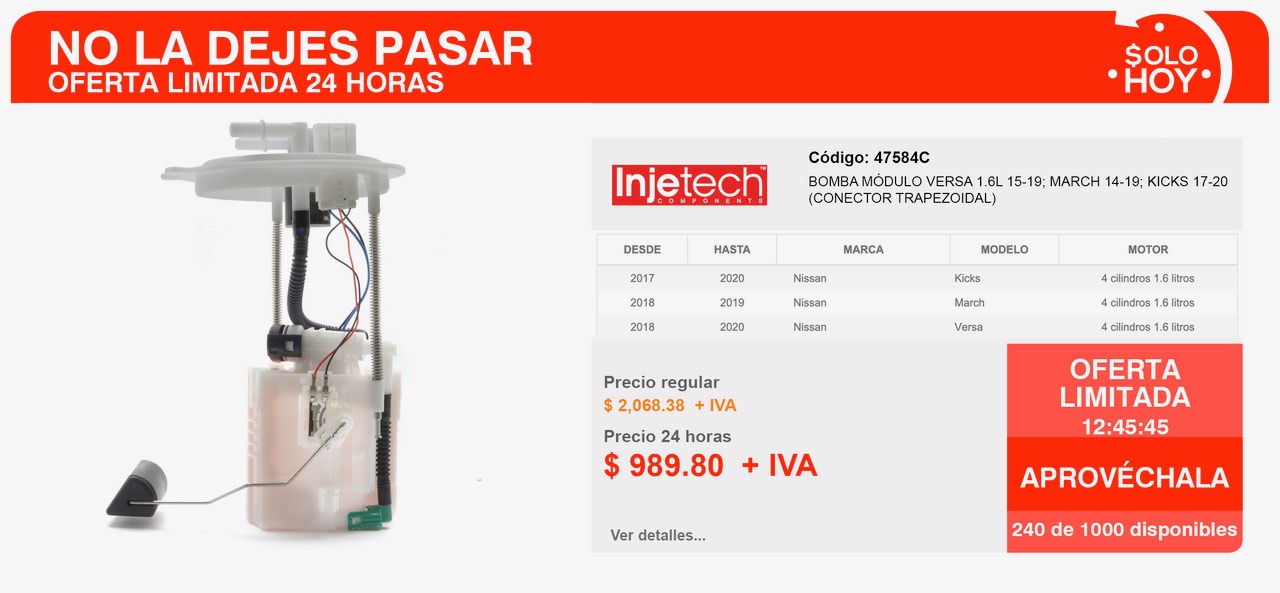 NO LA DEJES PASAR
OFERTA LIMITADA 24 HORAS
$OLO
HOY
Injetech™
COMPONENTS
Código: 47584C
BOMBA MÓDULO VERSA 1.6L 15-19; MARCH 14-19; KICKS 17-20
(CONECTOR TRAPEZOIDAL)
DESDE HASTA MARCA MODELO MOTOR
2017 2020 Nissan Kicks 4 cilindros 1.6 litros
2018 2019 Nissan March 4 cilindros 1.6 litros
2018 2020 Nissan Versa 4 cilindros 1.6 litros
Precio regular
$ 2,068.38 + IVA
Precio 24 horas
$ 989.80 + IVA
Ver detalles...
OFERTA
LIMITADA
12:45:45
APROVÉCHALA
240 de 1000 disponibles